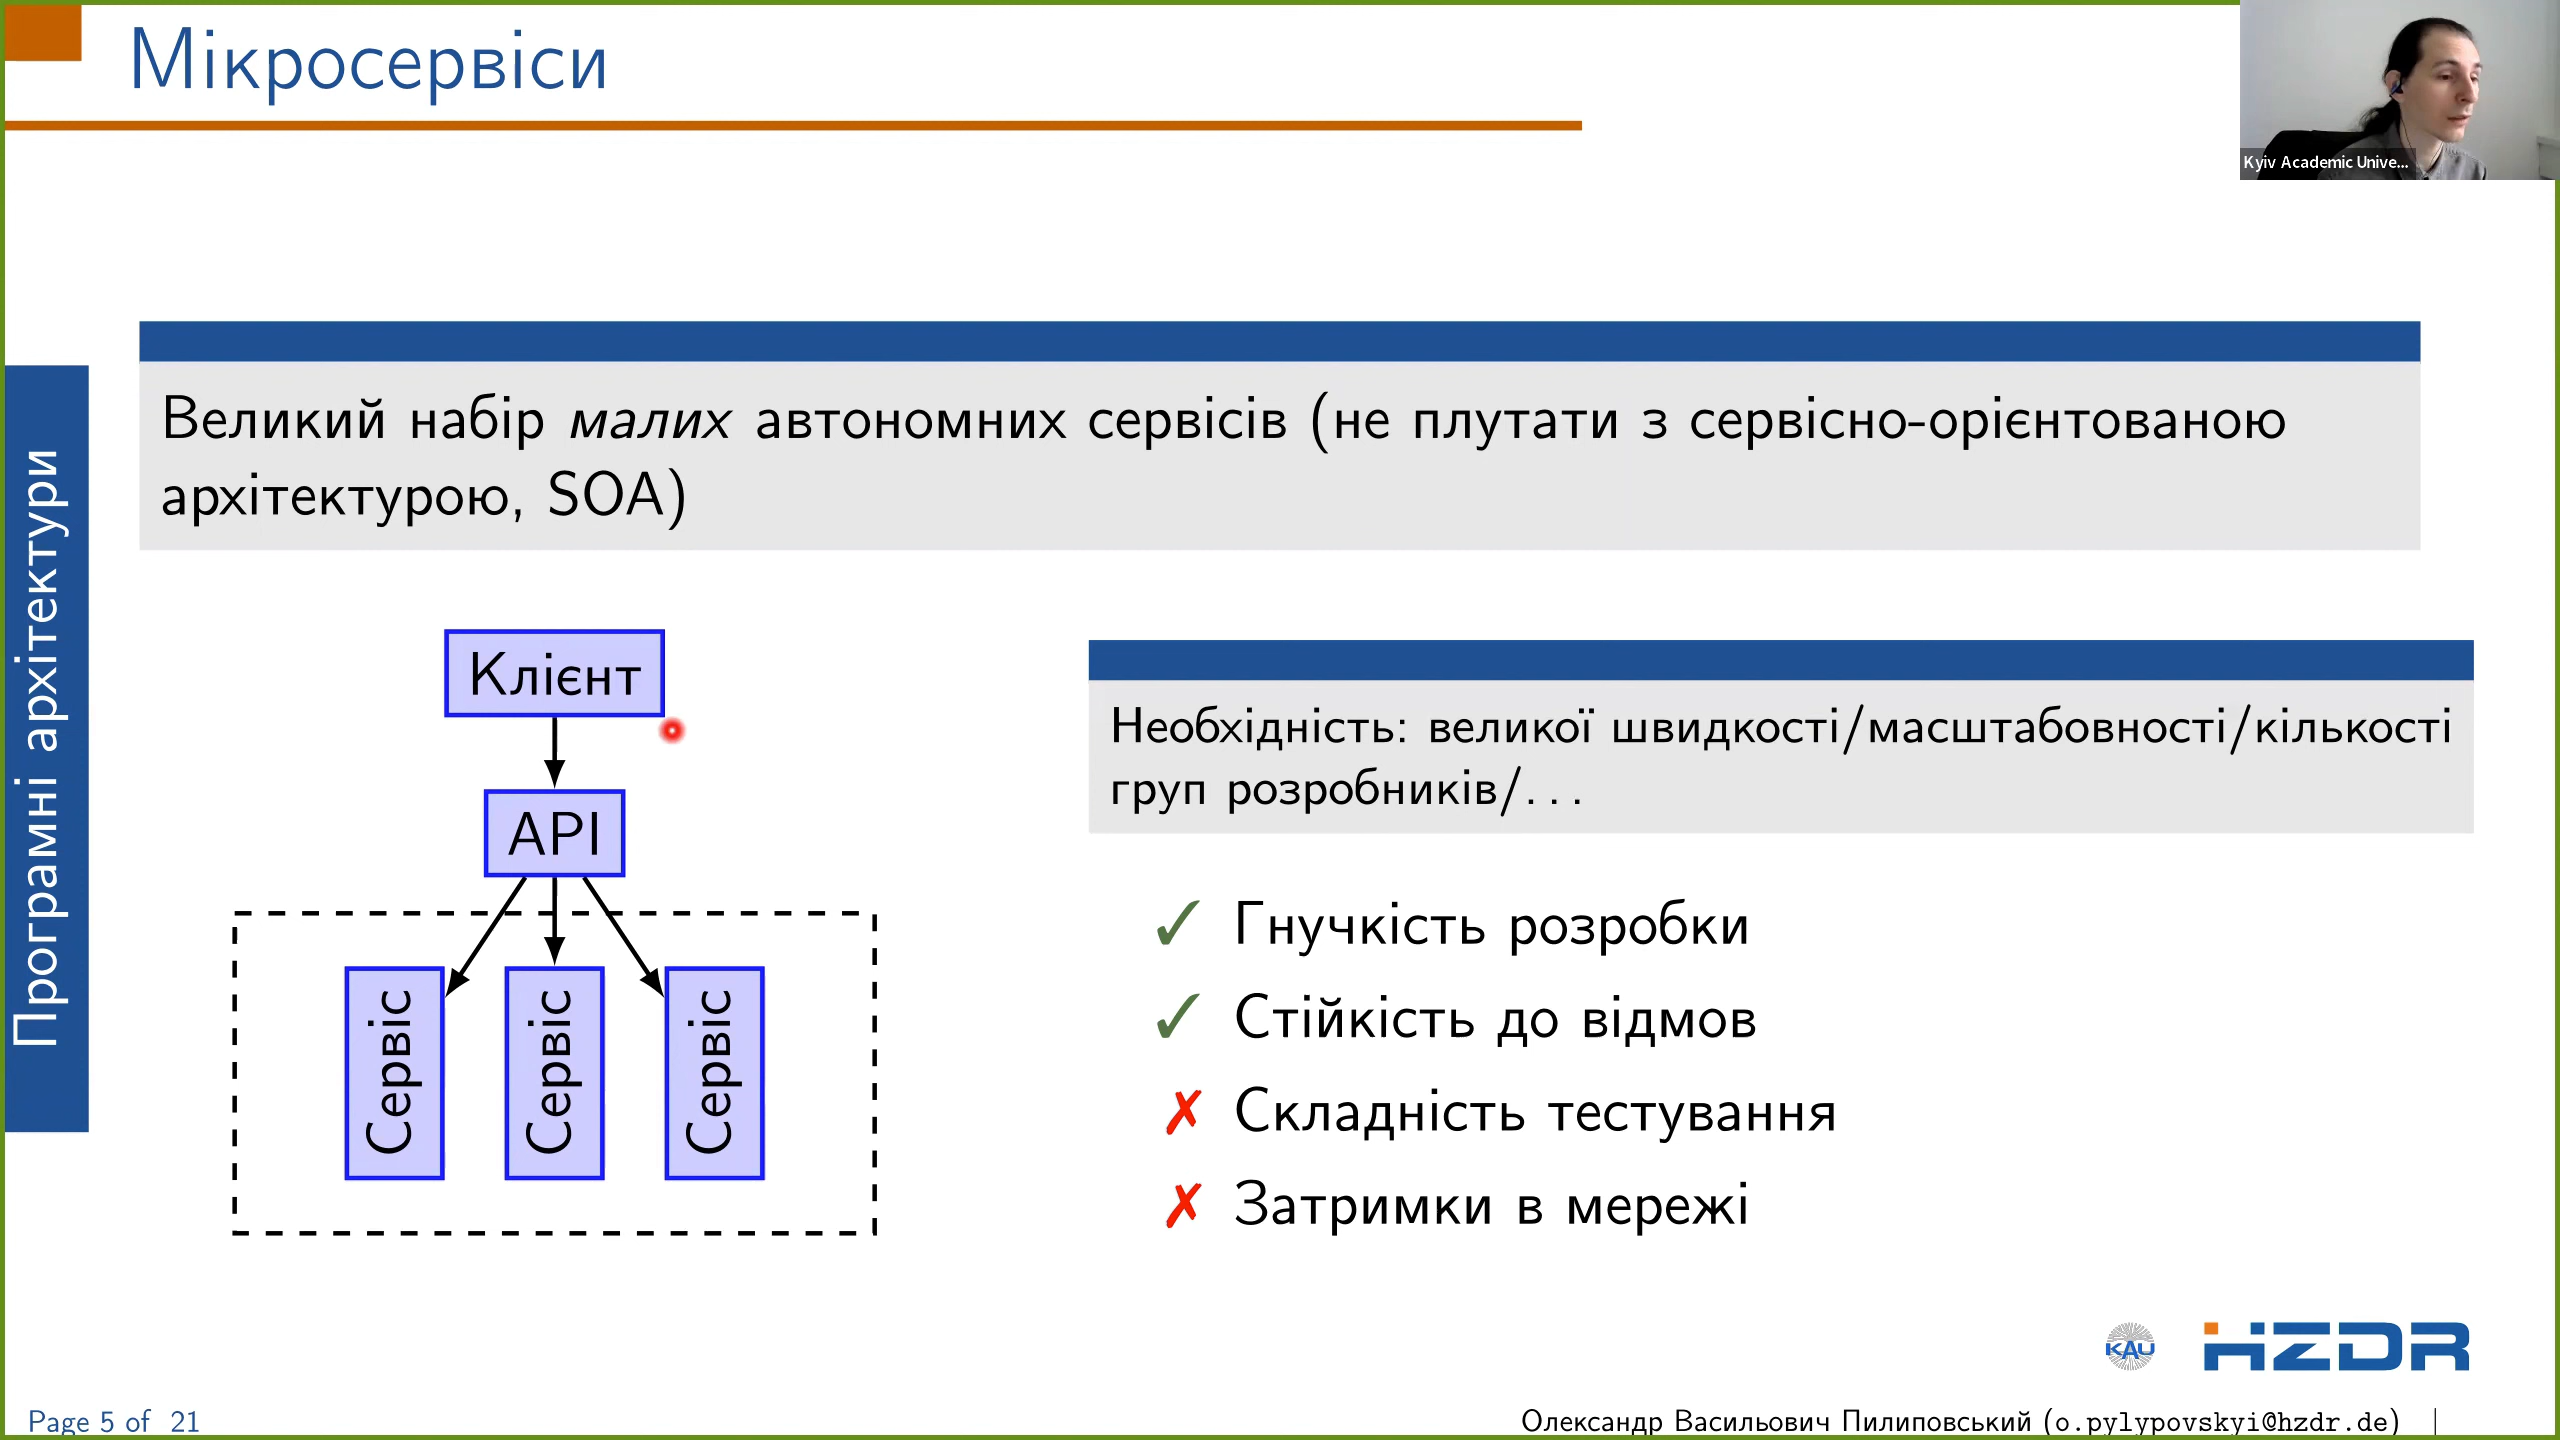 Мікросервіси
Kyiv Academic Unive...
Програмні архітектури
Великий набір малих автономних сервісів (не плутати з сервісно-орієнтованою
архітектурою, SOA)
Клієнт
API
Сервіс
Сервіс
Сервіс
Необхідність: великої швидкості/масштабовності/кількості
груп розробників/...
✓ Гнучкість розробки
✓ Стійкість до відмов
✗ Складність тестування
✗ Затримки в мережі
KAU
HZDR
Page 5 of 21
Олександр Васильович Пилиповський (o.pylypovskyi@hzdr.de) |